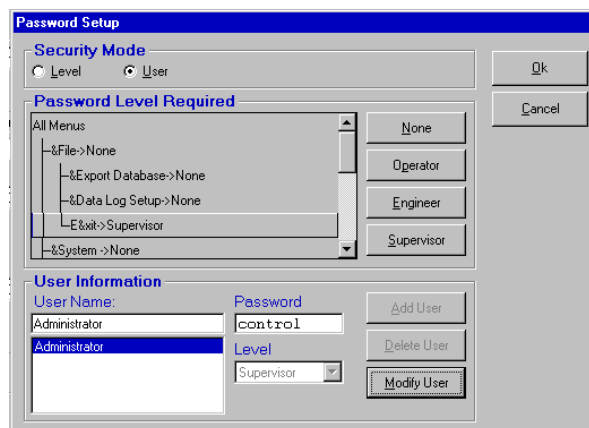 Password Setup
Security Mode
Level
User
Ok
Cancel
Password Level Required
All Menus
&File->None
&Export Database->None
&Data Log Setup->None
E&xit->Supervisor
&System ->None
None
Operator
Engineer
Supervisor
User Information
User Name:
Administrator
Administrator
Password
control
Level
Supervisor
Add User
Delete User
Modify User